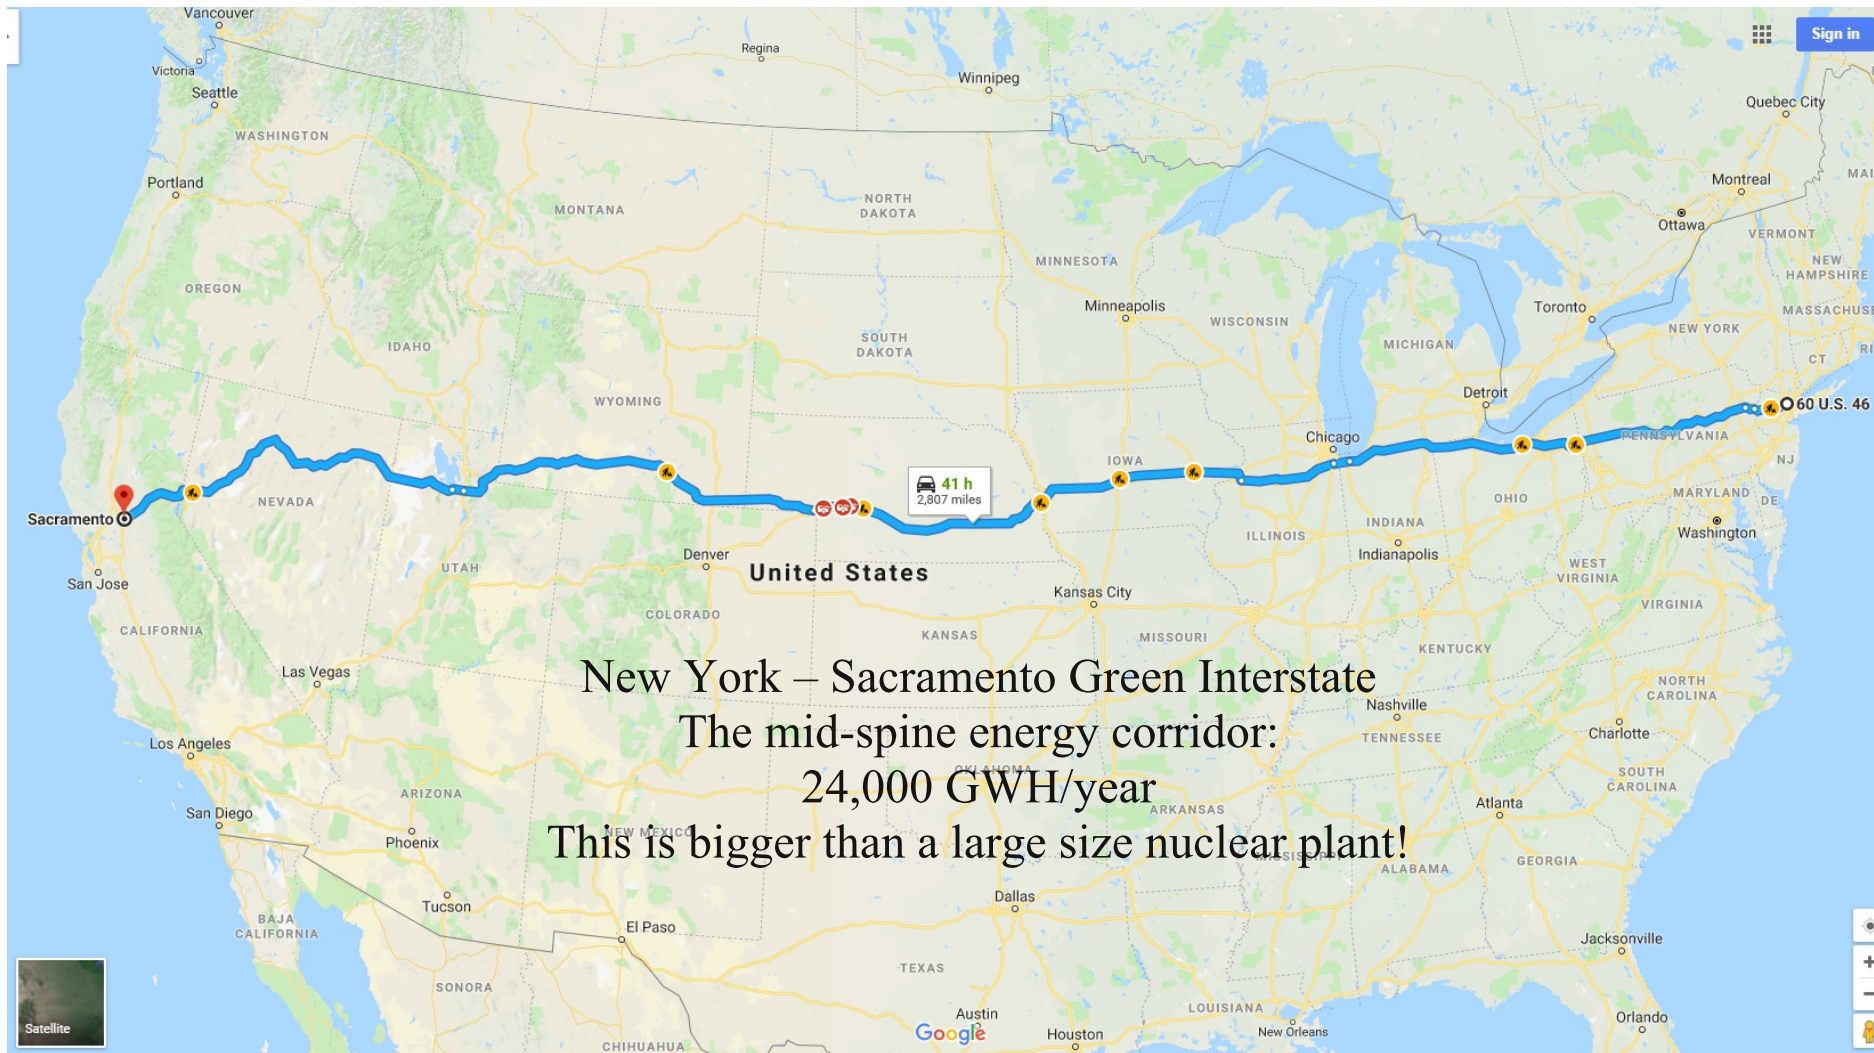 Vancouver
Regina
Sign in
Victoria
Winnipeg
Seattle
Quebec City
WASHINGTON
Portland
Montreal
MAI
MONTANA
NORTH
DAKOTA
Ottawa
VERMONT
MINNESOTA
NEW
HAMPSHIRE
OREGON
Minneapolis
Toronto
MASSACHUSE
WISCONSIN
NEW YORK
SOUTH
DAKOTA
MICHIGAN
IDAHO
CT
RI
Detroit
WYOMING
60 U.S. 46
Chicago
PENNSYLVANIA
IOWA
NJ
41 h
2,807 miles
NEVADA
OHIO
MARYLAND
DE
Sacramento
INDIANA
ILLINOIS
Washington
Denver
Indianapolis
UTAH
United States
WEST
VIRGINIA
San Jose
Kansas City
COLORADO
VIRGINIA
CALIFORNIA
KANSAS
MISSOURI
KENTUCKY
Las Vegas
New York – Sacramento Green Interstate
NORTH
CAROLINA
Nashville
The mid-spine energy corridor:
TENNESSEE
Charlotte
Los Angeles
OKLAHOMA
24,000 GWH/year
SOUTH
CAROLINA
ARIZONA
Atlanta
San Diego
ARKANSAS
NEW MEXICO
Phoenix
This is bigger than a large size nuclear plant!
MISSISSIPPI
GEORGIA
ALABAMA
Dallas
Tucson
BAJA
CALIFORNIA
El Paso
Jacksonville
TEXAS
SONORA
LOUISIANA
Austin
Orlando
Satellite
Google
Houston
New Orleans
CHIHUAHUA